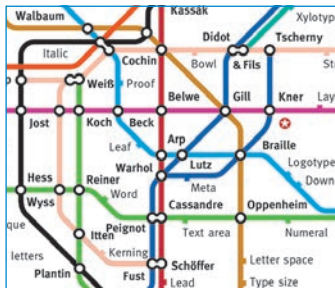 Kassák
Walbaum
Didot
Tscherny
Xylotyp
Italic
Cochin
& Fils
Bowl
Weiß
Proof
Belwe
Gill
Kner
Lay
Jost
Koch
Beck
Arp
Leaf
Braille
Warhol
Lutz
Logotype
Hess
Reiner
Meta
Down
Word
Wyss
Cassandre
Oppenheim
Peignot
que
Itten
Text area
Numeral
letters
Kerning
Letter space
Plantin
Schöffer
Fust
Lead
Type size